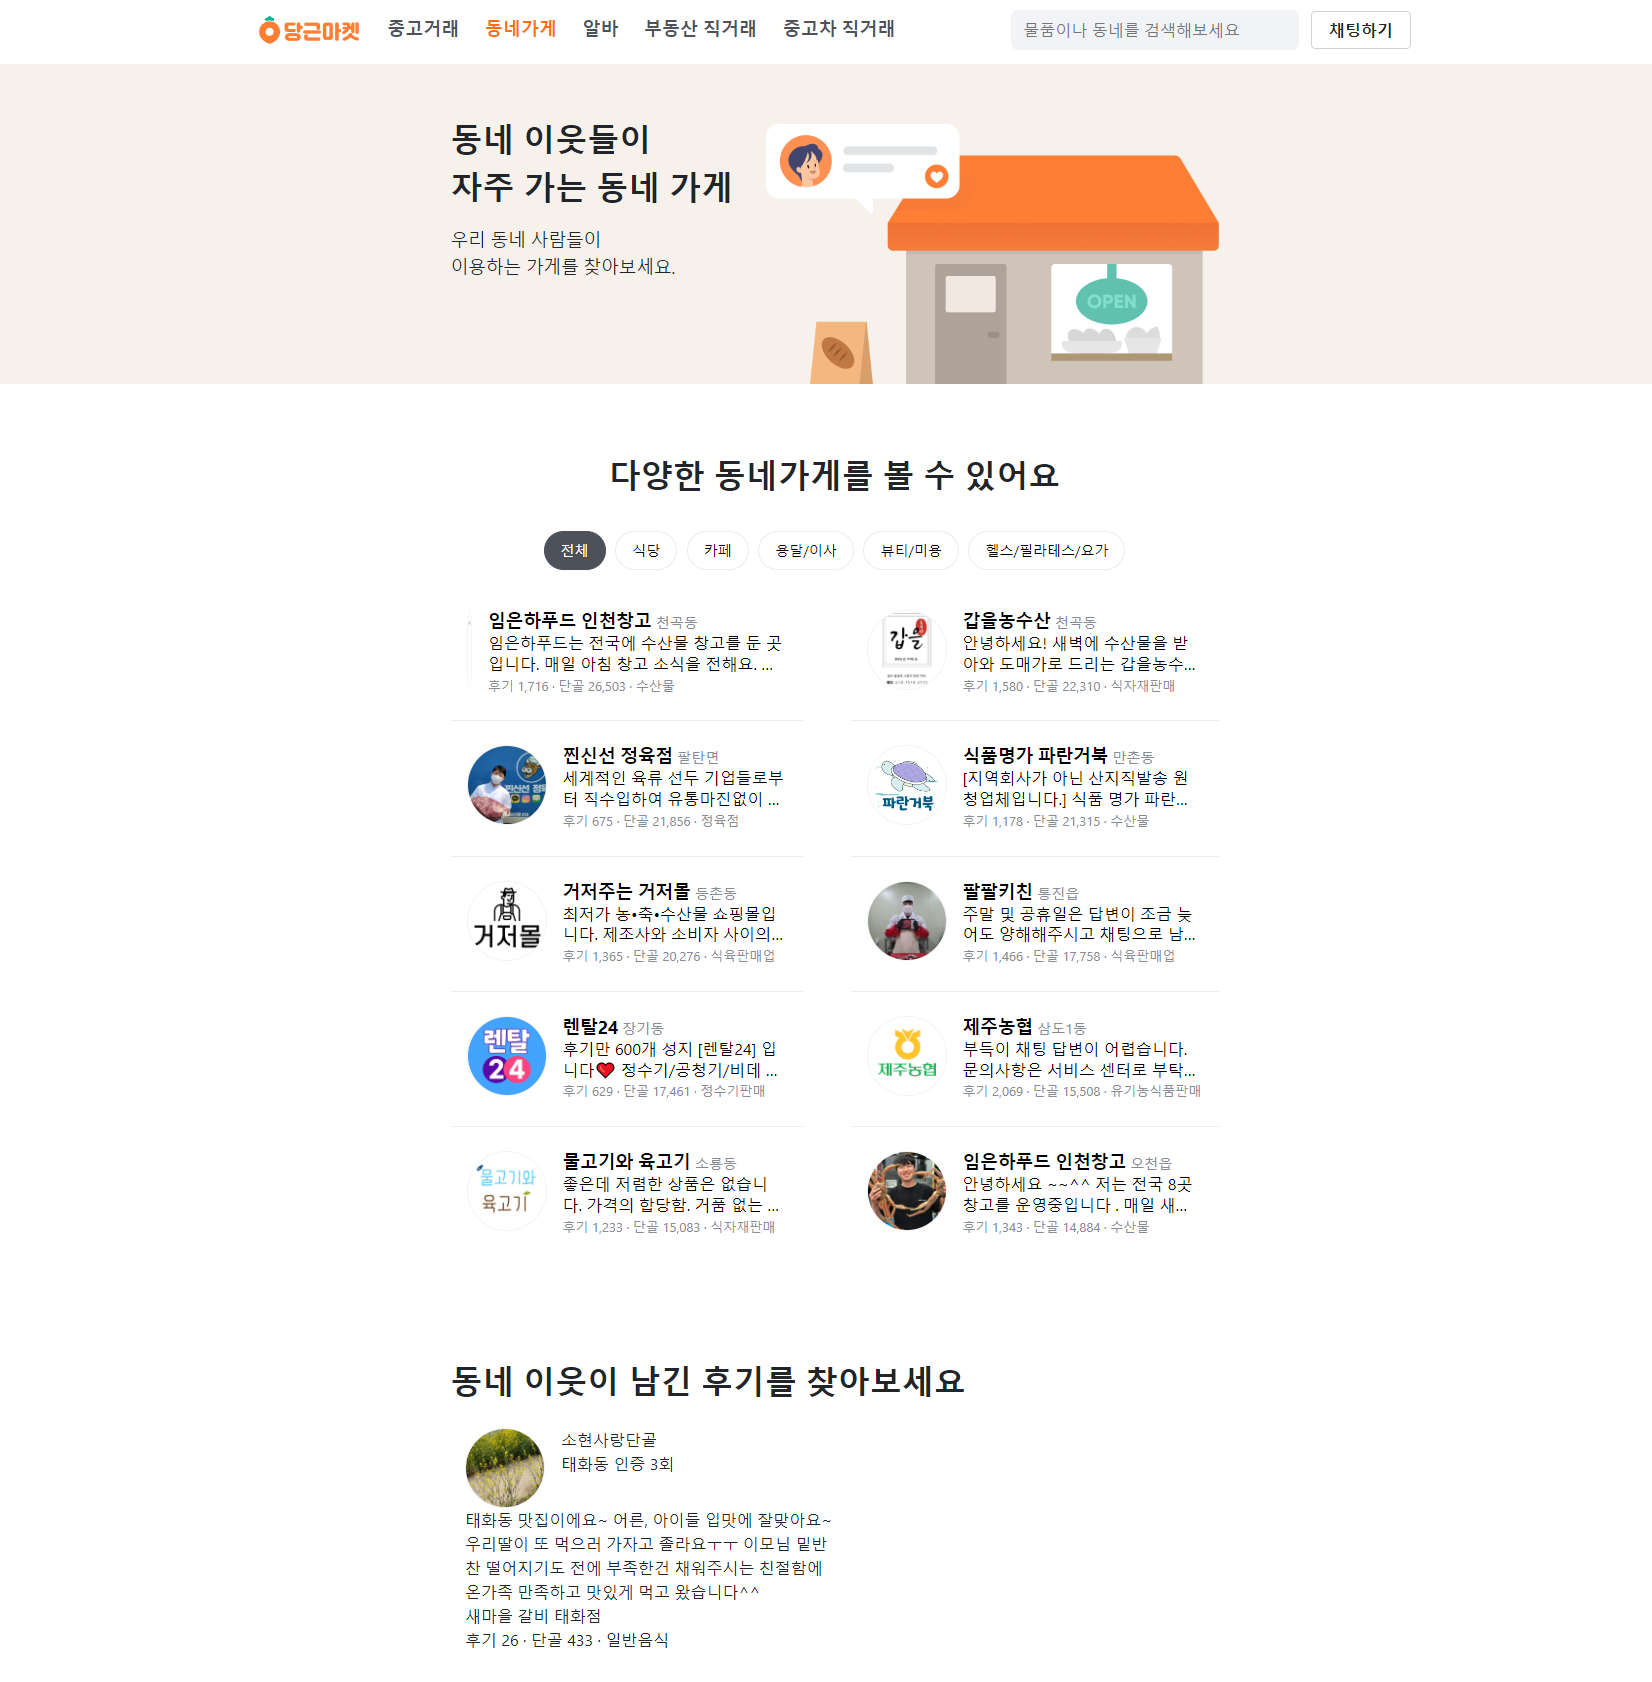 당근마켓 중고거래 동네가게 알바 부동산 직거래 중고차 직거래 물품이나 동네를 검색해보세요 채팅하기
동네 이웃들이
자주 가는 동네 가게
우리 동네 사람들이
이용하는 가게를 찾아보세요.
OPEN
다양한 동네가게를 볼 수 있어요
전체 식당 카페 용달/이사 뷰티/미용 헬스/필라테스/요가
임은하푸드 인천창고 천곡동
임은하푸드는 전국에 수산물 창고를 둔 곳
입니다. 매일 아침 창고 소식을 전해요. ...
후기 1,716 · 단골 26,503 · 수산물
갑을
갑을농수산 천곡동
안녕하세요! 새벽에 수산물을 받
아와 도매가로 드리는 갑을농수...
후기 1,580 · 단골 22,310 · 식자재판매
찐신선 정육점 팔탄면
세계적인 육류 선두 기업들로부
터 직수입하여 유통마진없이 ...
후기 675 · 단골 21,856 · 정육점
파란거북
식품명가 파란거북 만촌동
[지역회사가 아닌 산지직발송 원
청업체입니다.] 식품 명가 파란...
후기 1,178 · 단골 21,315 · 수산물
거저몰
거저주는 거저몰 등촌동
최저가 농•축•수산물 쇼핑몰입
니다. 제조사와 소비자 사이의...
후기 1,365 · 단골 20,276 · 식육판매업
팔팔키친 통진읍
주말 및 공휴일은 답변이 조금 늦
어도 양해해주시고 채팅으로 남...
후기 1,466 · 단골 17,758 · 식육판매업
렌탈
24
렌탈24 장기동
후기만 600개 성지 [렌탈24] 입
니다❤ 정수기/공청기/비데 ...
후기 629 · 단골 17,461 · 정수기판매
제주농협
제주농협 삼도1동
부득이 채팅 답변이 어렵습니다.
문의사항은 서비스 센터로 부탁...
후기 2,069 · 단골 15,508 · 유기농식품판매
물고기와
육고기
물고기와 육고기 소룡동
좋은데 저렴한 상품은 없습니
다. 가격의 합당함. 거품 없는 ...
후기 1,233 · 단골 15,083 · 식자재판매
임은하푸드 인천창고 오천읍
안녕하세요 ~~^^ 저는 전국 8곳
창고를 운영중입니다 . 매일 새...
후기 1,343 · 단골 14,884 · 수산물
동네 이웃이 남긴 후기를 찾아보세요
소현사랑단골
태화동 인증 3회
태화동 맛집이에요~ 어른, 아이들 입맛에 잘맞아요~
우리딸이 또 먹으러 가자고 졸라요ㅜㅜ 이모님 밑반
찬 떨어지기도 전에 부족한건 채워주시는 친절함에
온가족 만족하고 맛있게 먹고 왔습니다^^
새마을 갈비 태화점
후기 26 · 단골 433 · 일반음식